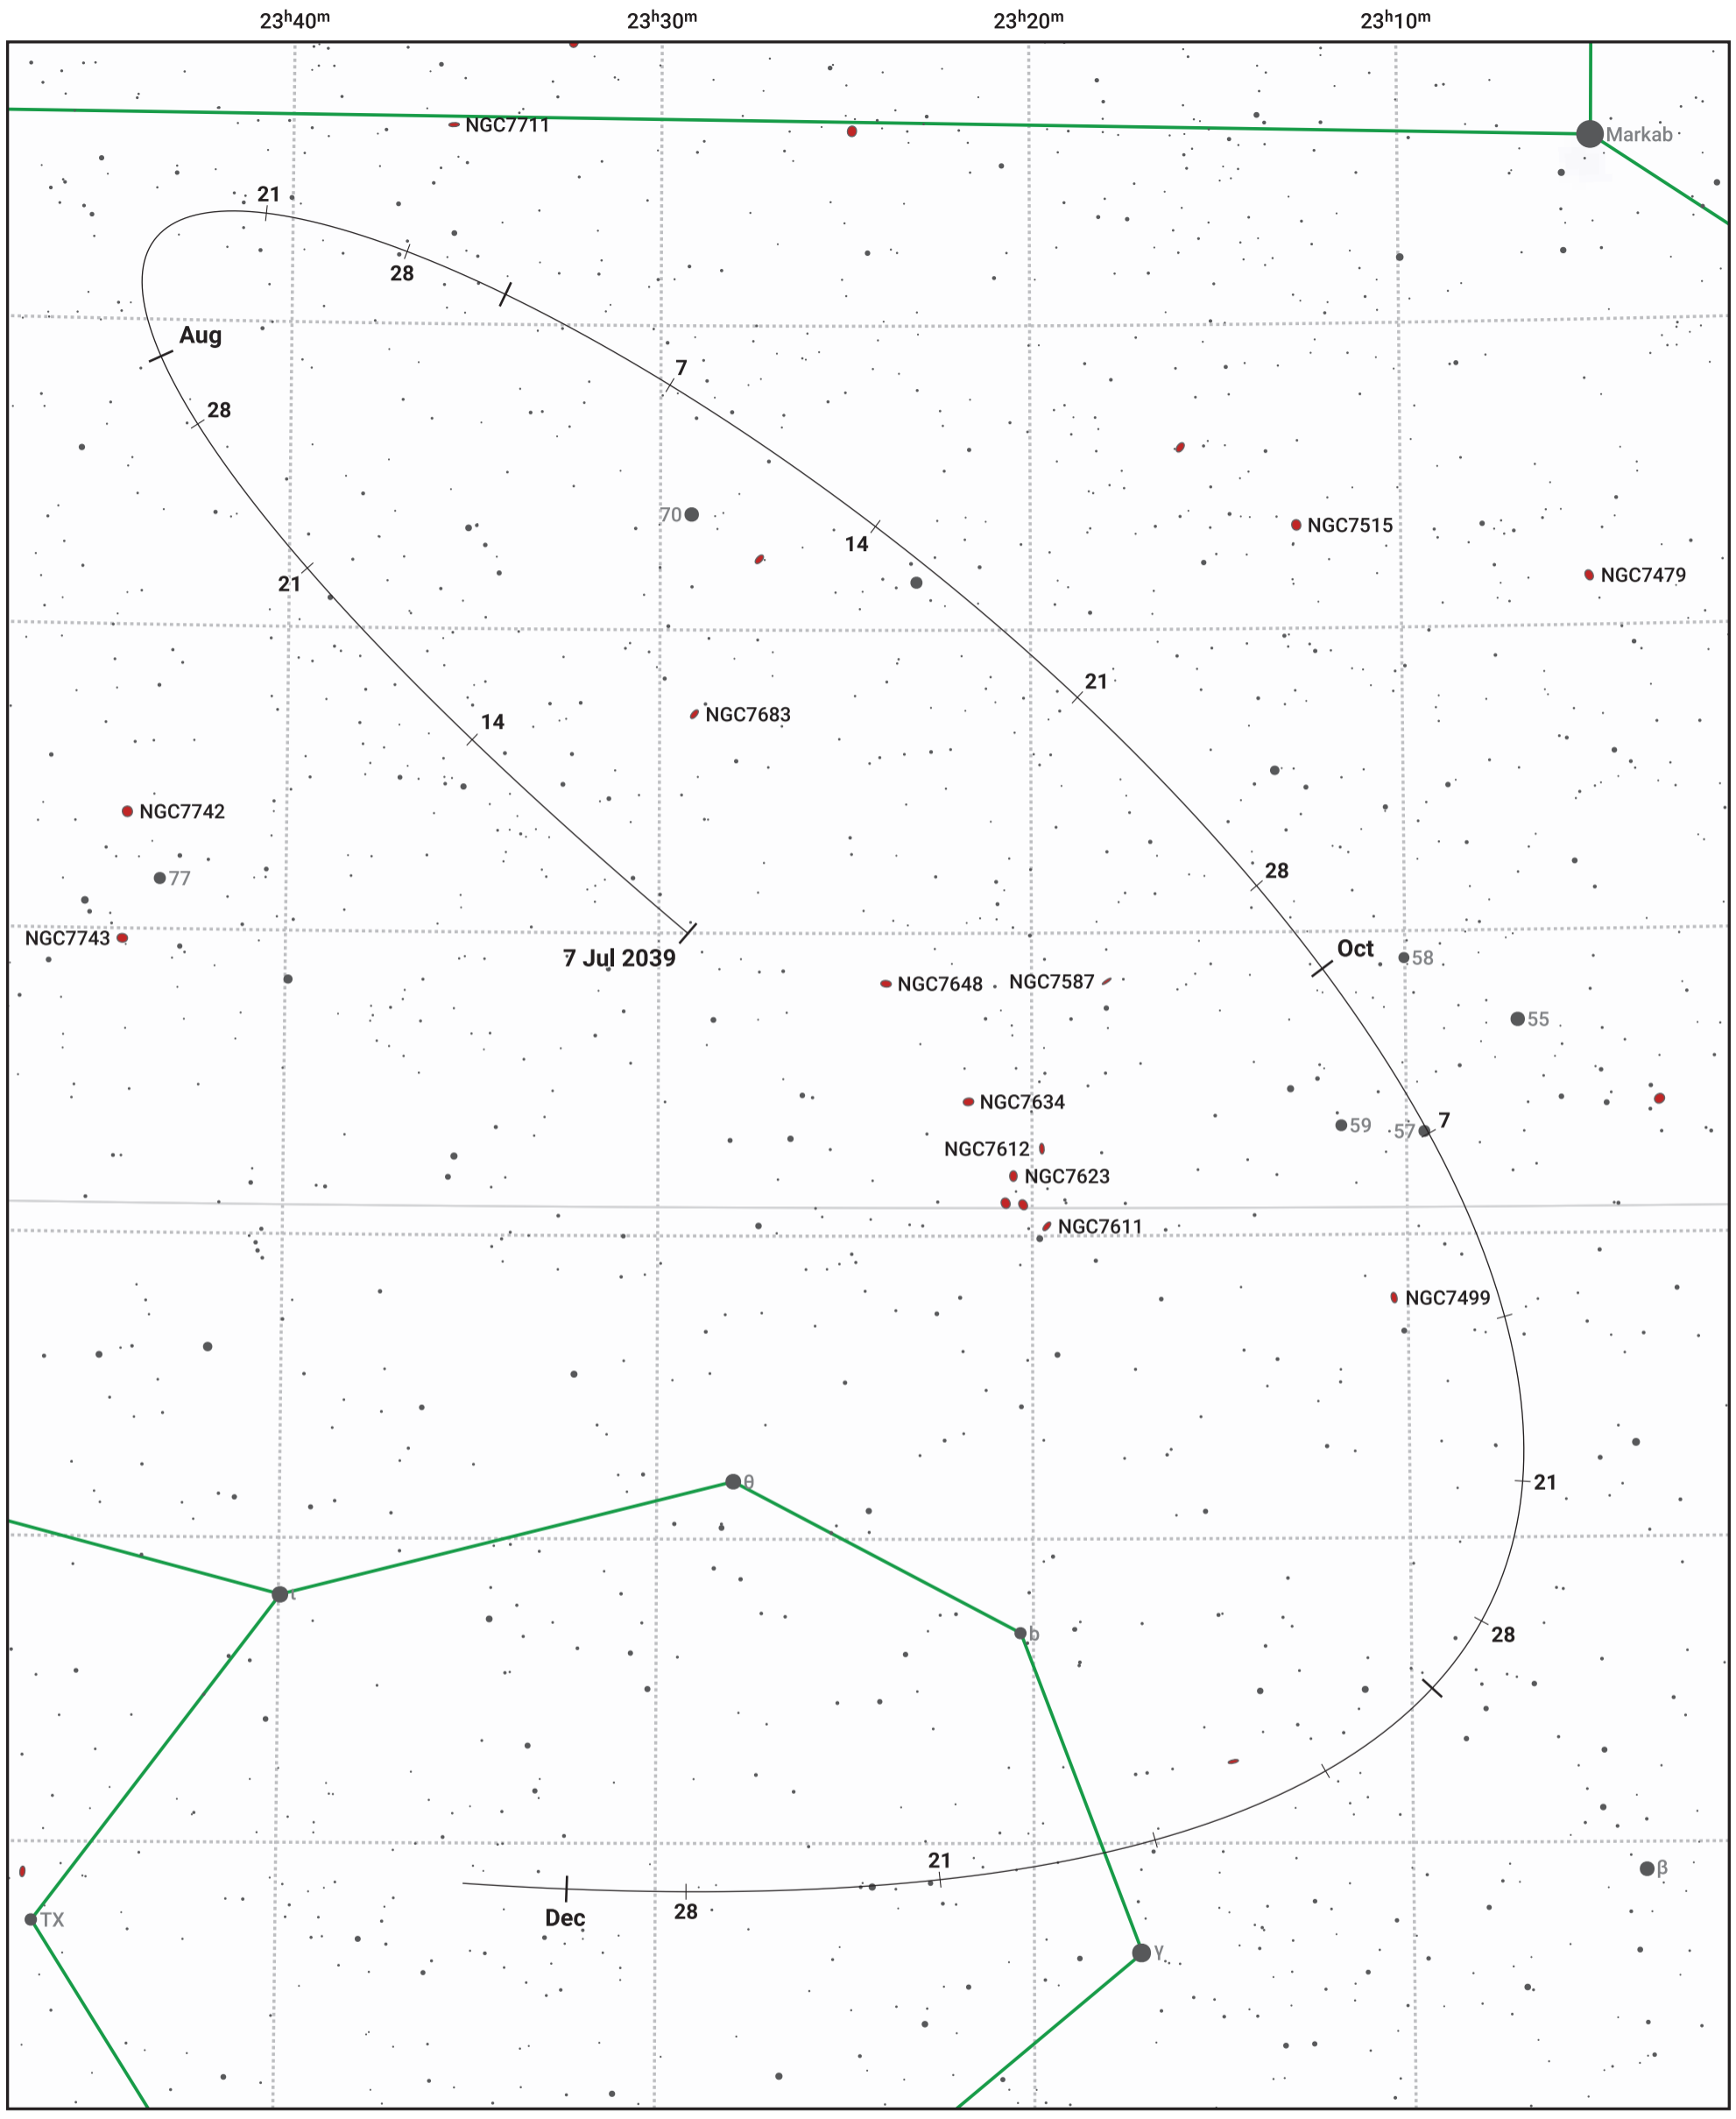 23ʰ40ᵐ 23ʰ30ᵐ 23ʰ20ᵐ 23ʰ10ᵐ
NGC7711
Markab
21
28
Aug
7
28
70
NGC7515
14
NGC7479
21
21
NGC7683
14
NGC7742
28
77
NGC7743
Oct
7 Jul 2039
58
NGC7648
NGC7587
55
NGC7634
7
59
57
NGC7612
NGC7623
NGC7611
NGC7499
θ
21
ι
b
28
21
β
28
Dec
TX
γ